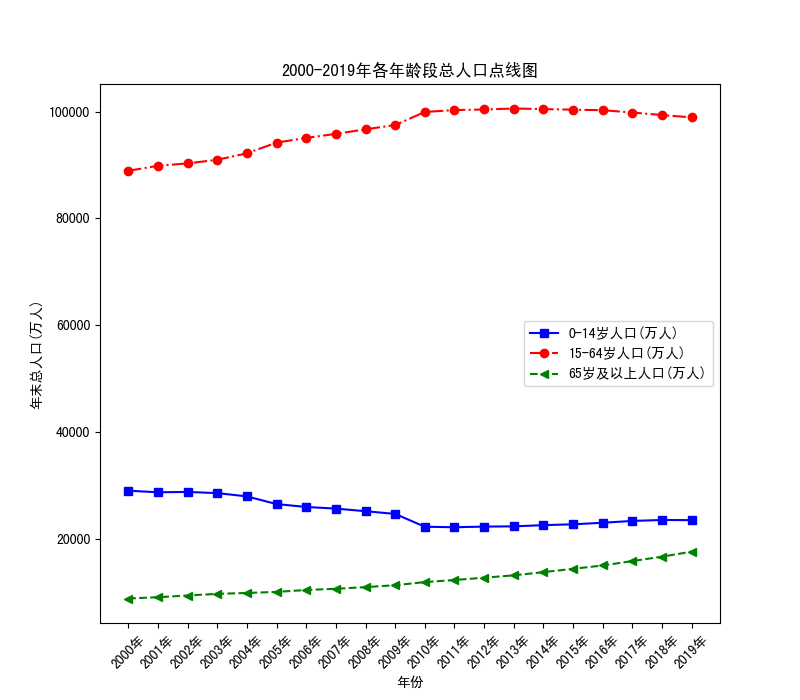 2000-2019年各年龄段总人口点线图
年末总人口(万人)
100000
80000
60000
40000
20000
0-14岁人口(万人)
15-64岁人口(万人)
65岁及以上人口(万人)
2000年
2001年
2002年
2003年
2004年
2005年
2006年
2007年
2008年
2009年
2010年
2011年
2012年
2013年
2014年
2015年
2016年
2017年
2018年
2019年
年份